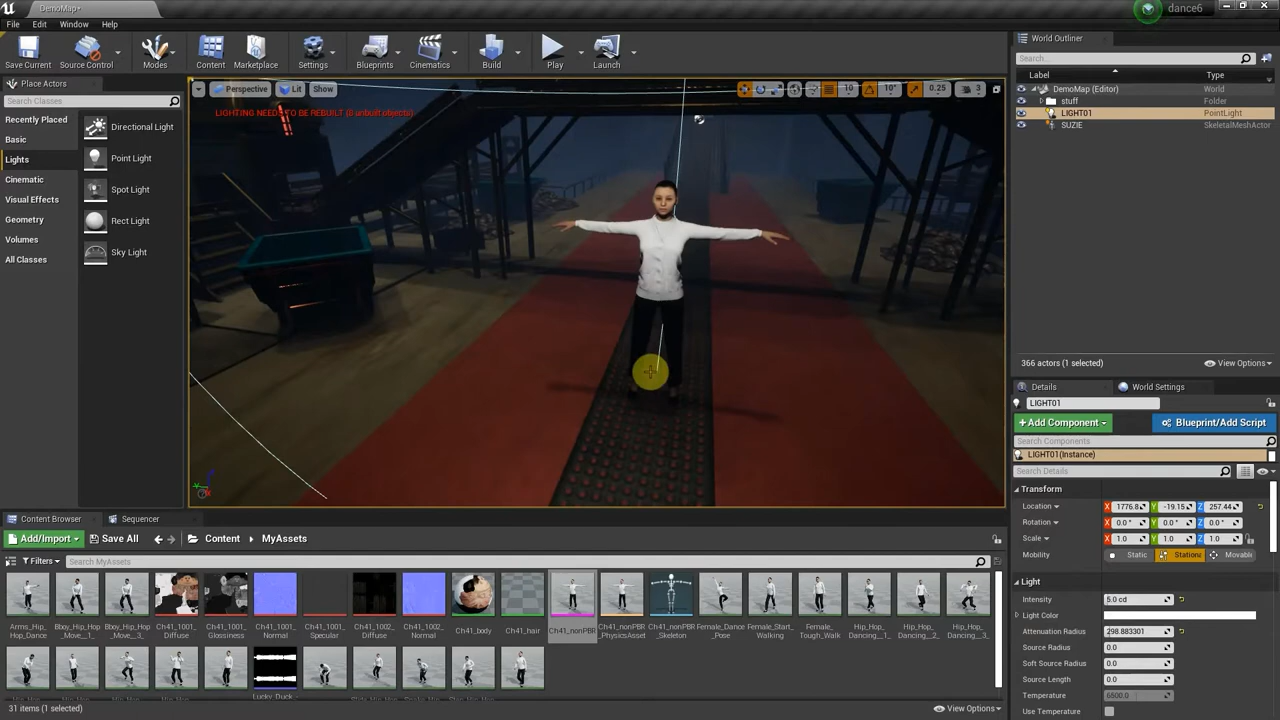 DemoMap*
dance6
File Edit Window Help
Save Current
Source Control
Modes
Content
Marketplace
Settings
Blueprints
Cinematics
Build
Play
Launch
Place Actors
Search Classes
Recently Placed
Basic
Lights
Cinematic
Visual Effects
Geometry
Volumes
All Classes
Directional Light
Point Light
Spot Light
Rect Light
Sky Light
Perspective Lit Show
10 10° 0.25 3
LIGHTING NEEDS TO BE REBUILT (8 unbuilt objects)
World Outliner
Search...
Label Type
DemoMap (Editor) World
stuff Folder
LIGHT01 PointLight
SUZIE SkeletalMeshActor
366 actors (1 selected) View Options
Details World Settings
LIGHT01
+Add Component Blueprint/Add Script
Search Components
LIGHT01(Instance)
Search Details
Transform
Location X 1776.8 Y -19.15 Z 257.44
Rotation X 0.0 ° Y 0.0 ° Z 0.0 °
Scale X 1.0 Y 1.0 Z 1.0
Mobility Static Stationa Movabl
Light
Intensity 5.0 cd
Light Color
Attenuation Radius 298.883301
Source Radius 0.0
Soft Source Radius 0.0
Source Length 0.0
Temperature 6500.0
Use Temperature
Content Browser Sequencer
Add/Import Save All Content MyAssets
Filters Search MyAssets
Arms_Hip_Hop_Dance
Bboy_Hip_Hop_Move__1_
Bboy_Hip_Hop_Move__3_
Ch41_1001_Diffuse
Ch41_1001_Glossiness
Ch41_1001_Normal
Ch41_1001_Specular
Ch41_1002_Diffuse
Ch41_1002_Normal
Ch41_body
Ch41_hair
Ch41_nonPBR
Ch41_nonPBR_PhysicsAsset
Ch41_nonPBR_Skeleton
Female_Dance_Pose
Female_Start_Walking
Female_Tough_Walk
Hip_Hop_Dancing__1_
Hip_Hop_Dancing__2_
Hip_Hop_Dancing__3_
31 items (1 selected) View Options